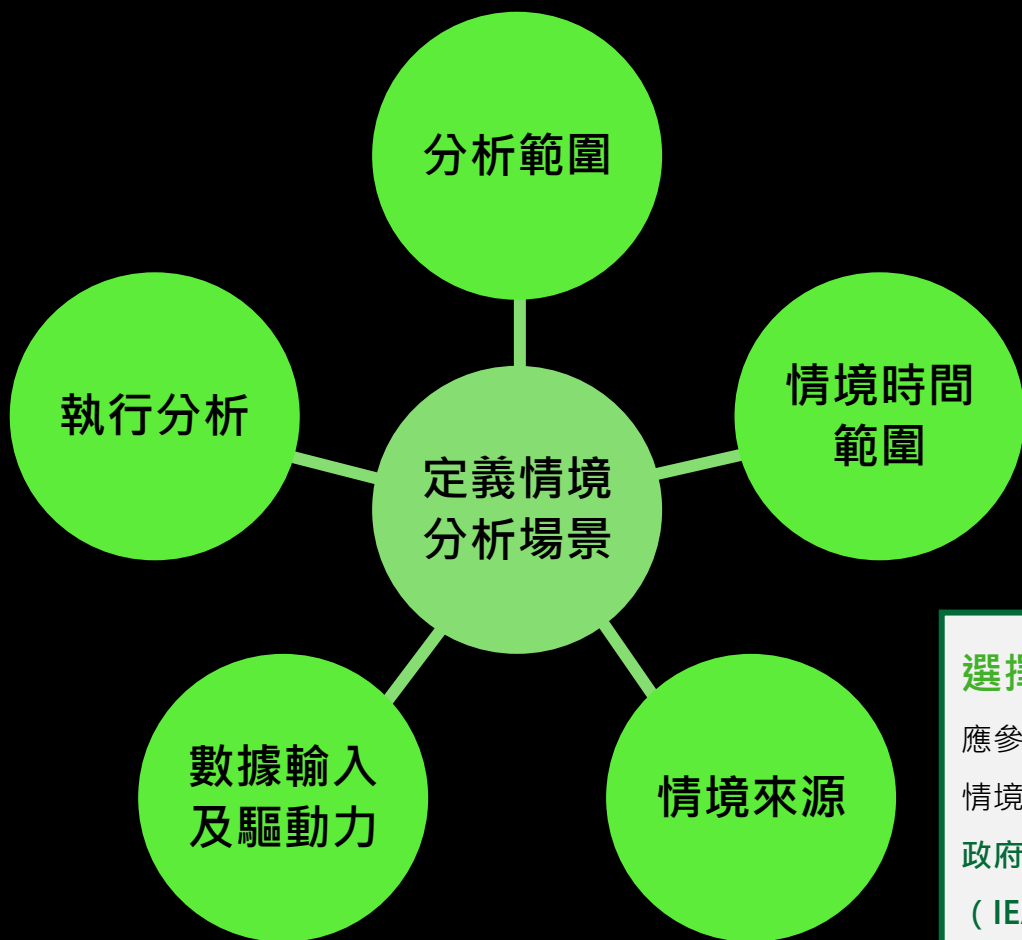 分析範圍
情境時間
範圍
執行分析
定義情境
分析場景
數據輸入
及驅動力
情境來源
應參
情境
政府